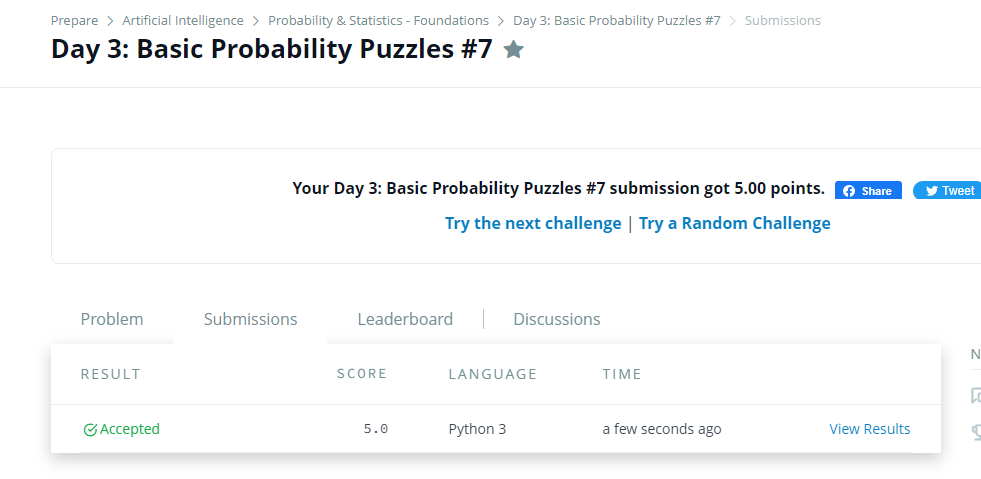 Prepare > Artificial Intelligence > Probability & Statistics - Foundations > Day 3: Basic Probability Puzzles #7 > Submissions
Day 3: Basic Probability Puzzles #7
Your Day 3: Basic Probability Puzzles #7 submission got 5.00 points. Share Tweet
Try the next challenge | Try a Random Challenge
Problem Submissions Leaderboard Discussions
N
RESULT SCORE LANGUAGE TIME
Accepted 5.0 Python 3 a few seconds ago View Results